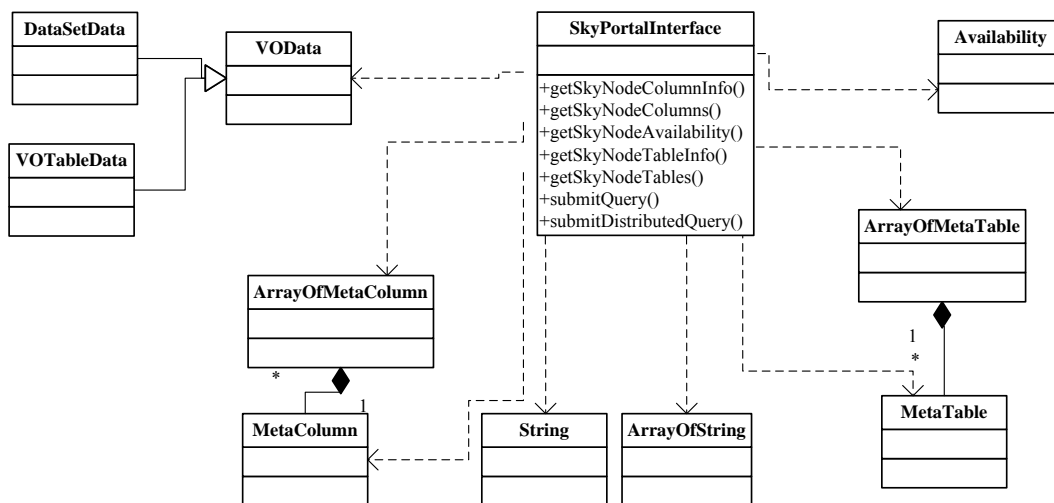 DataSetData
VOData
SkyPortalInterface
Availability
+getSkyNodeColumnInfo()
+getSkyNodeColumns()
+getSkyNodeAvailability()
+getSkyNodeTableInfo()
+getSkyNodeTables()
+submitQuery()
+submitDistributedQuery()
VOTableData
ArrayOfMetaTable
ArrayOfMetaColumn
1
*
*
1
MetaColumn
String
ArrayOfString
MetaTable